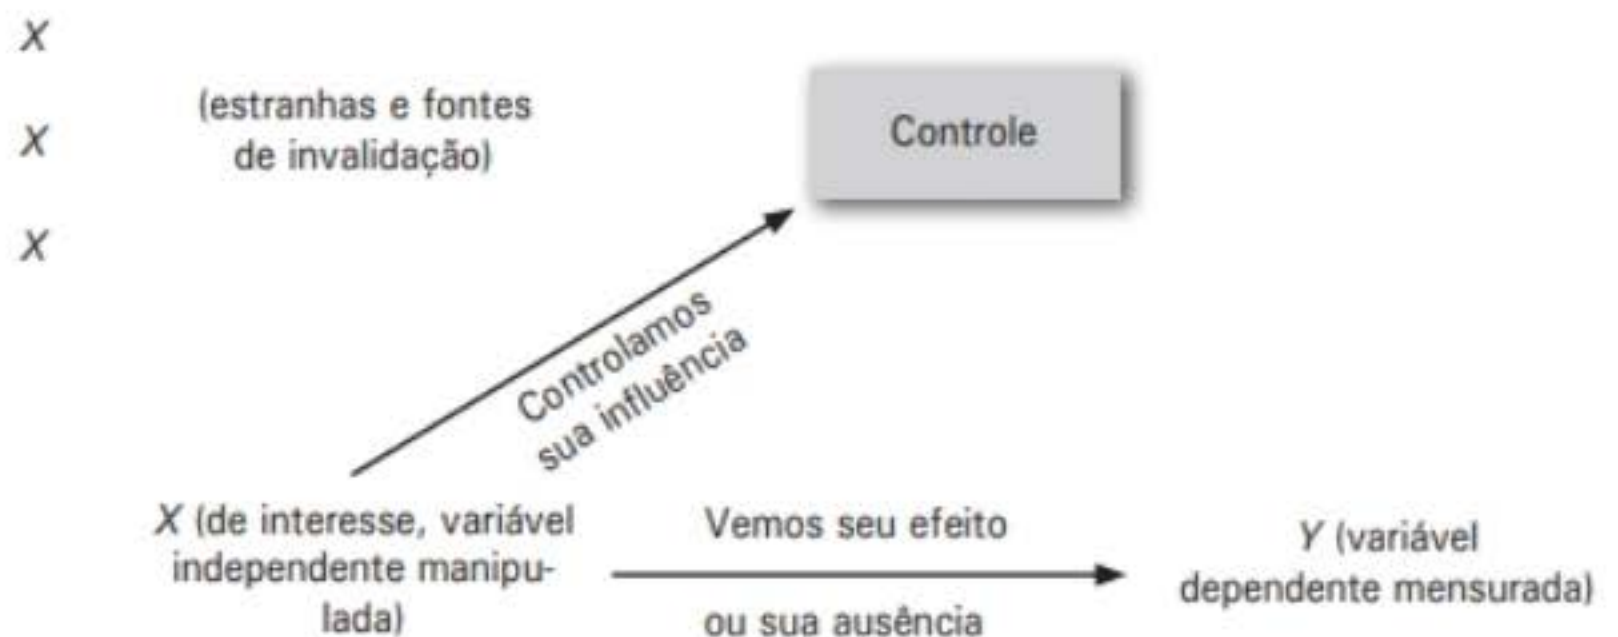 X
(estranhas e fontes
de invalidação)
X
X
Controle
Controlamos
sua influência
X (de interesse, variável
independente manipu-
lada)
Vemos seu efeito
ou sua ausência
Y (variável
dependente mensurada)